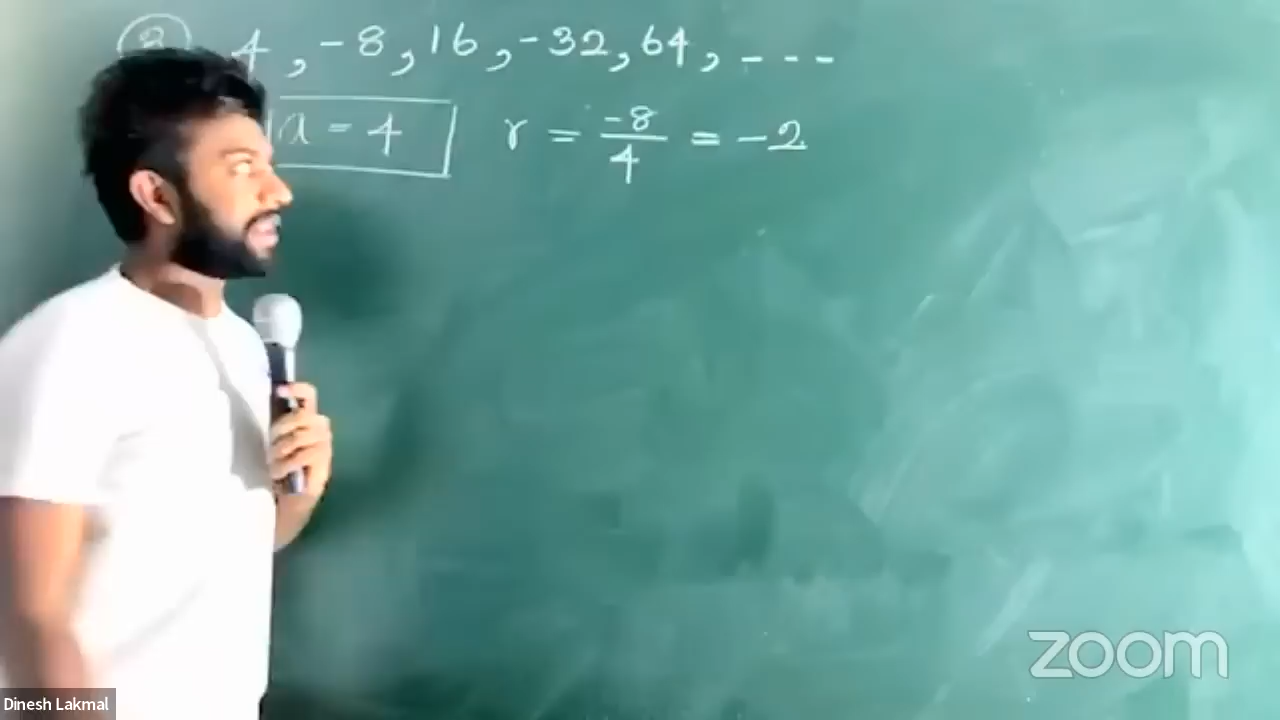 4, -8, 16, -32, 64, ---
a = 4 r = -8/4 = -2
zoom
Dinesh Lakmal